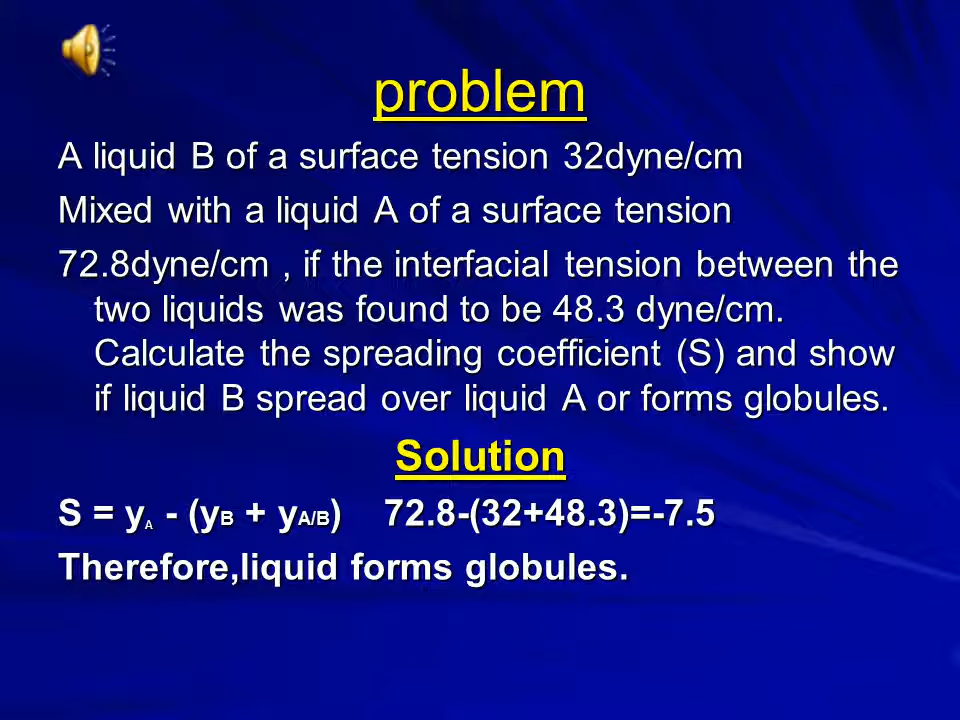 problem
A liquid B of a surface tension 32dyne/cm
Mixed with a liquid A of a surface tension
72.8dyne/cm , if the interfacial tension between the
two liquids was found to be 48.3 dyne/cm.
Calculate the spreading coefficient (S) and show
if liquid B spread over liquid A or forms globules.
Solution
S = yA - (yB + yA/B) 72.8-(32+48.3)=-7.5
Therefore,liquid forms globules.